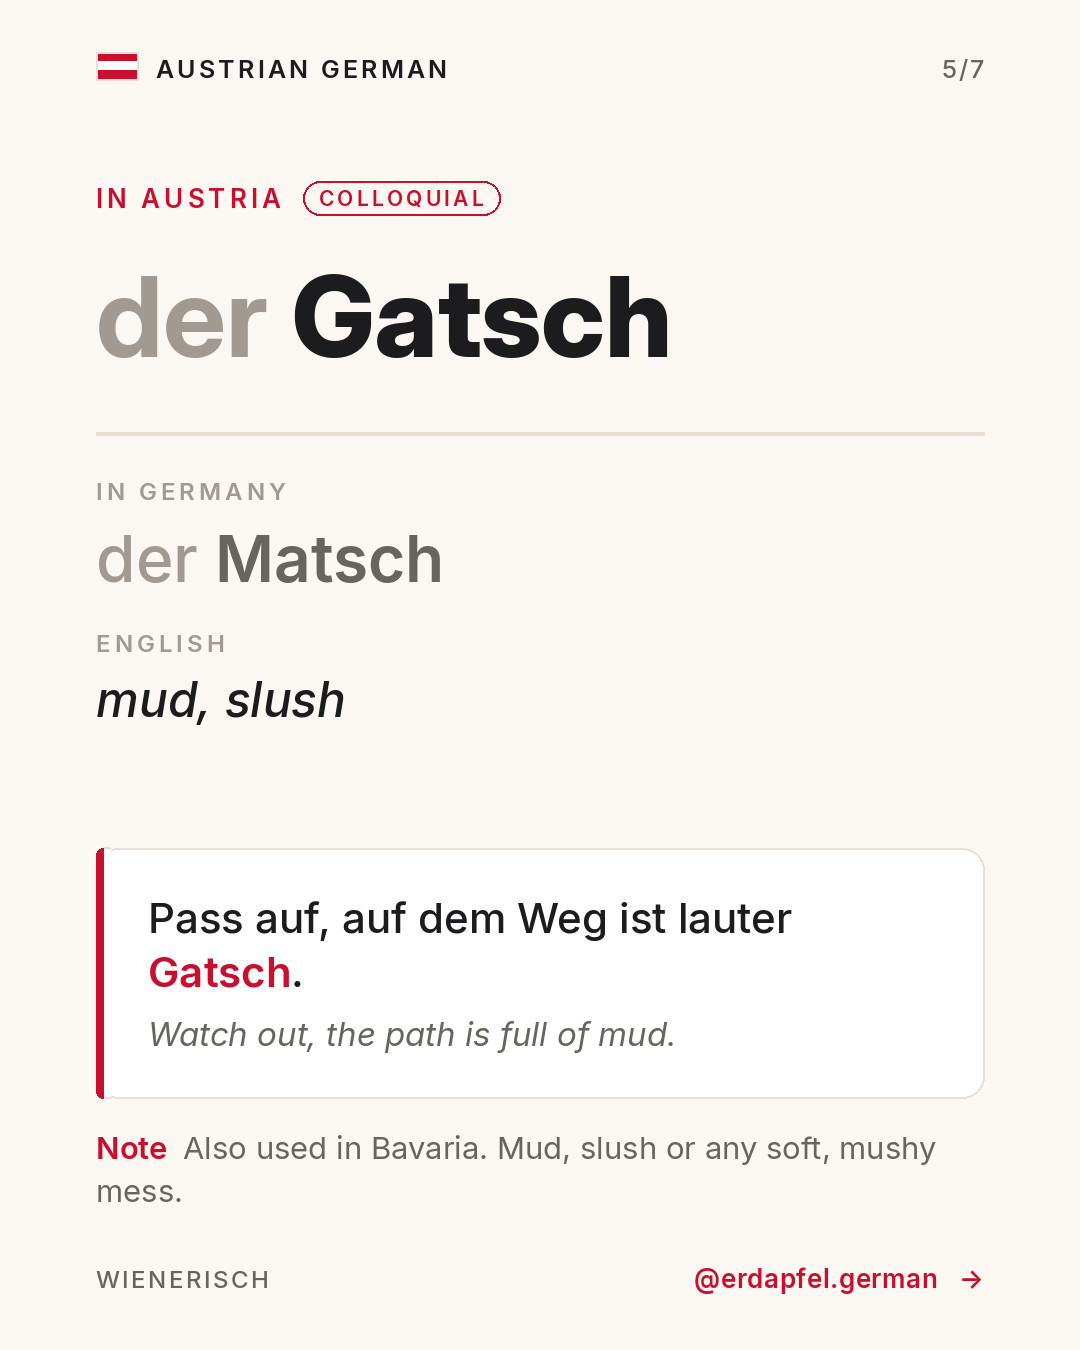 AUSTRIAN GERMAN
5/7
IN AUSTRIA COLLOQUIAL
der Gatsch
IN GERMANY
der Matsch
ENGLISH
mud, slush
Pass auf, auf dem Weg ist lauter
Gatsch.
Watch out, the path is full of mud.
Note Also used in Bavaria. Mud, slush or any soft, mushy
mess.
WIENERISCH
@erdapfel.german →